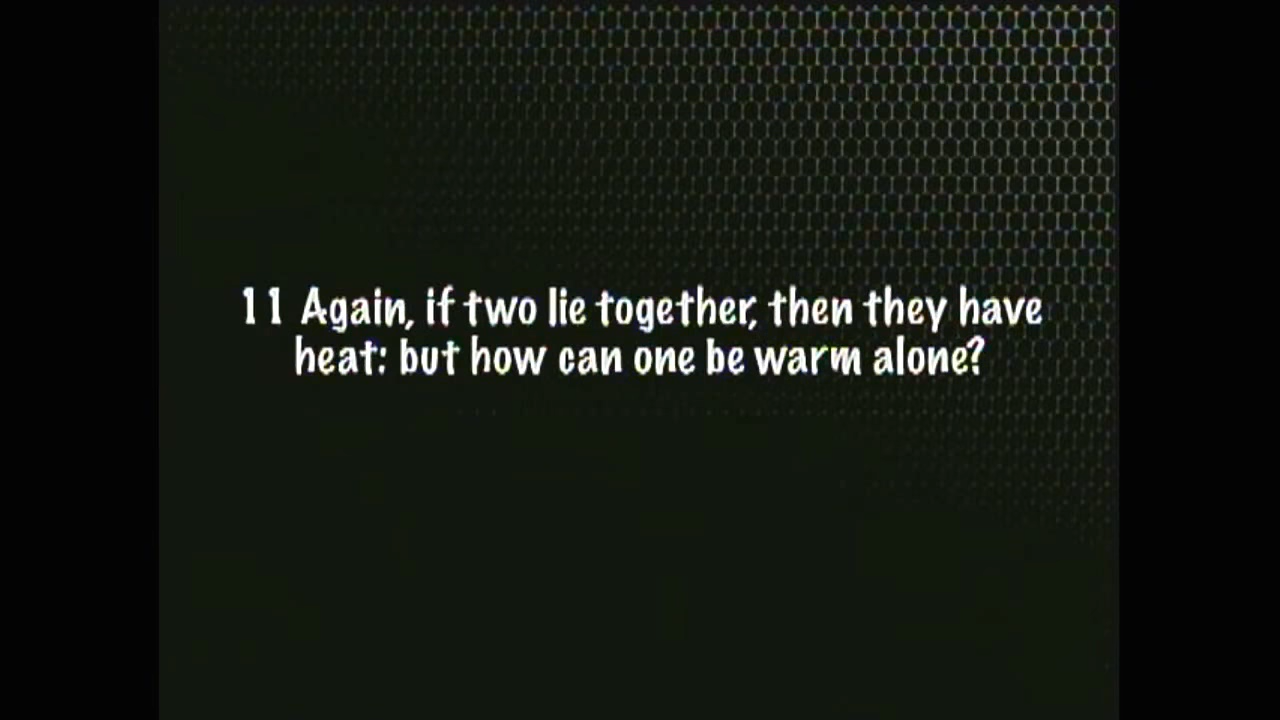 11 Again, if two lie together, then they have
heat: but how can one be warm alone?